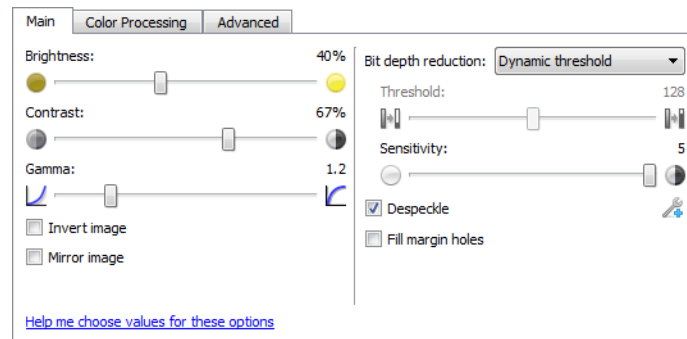 Main Color Processing Advanced
Brightness: 40%
Contrast: 67%
Gamma: 1.2
Invert image
Mirror image
Help me choose values for these options
Bit depth reduction: Dynamic threshold
Threshold: 128
Sensitivity: 5
Despeckle
Fill margin holes